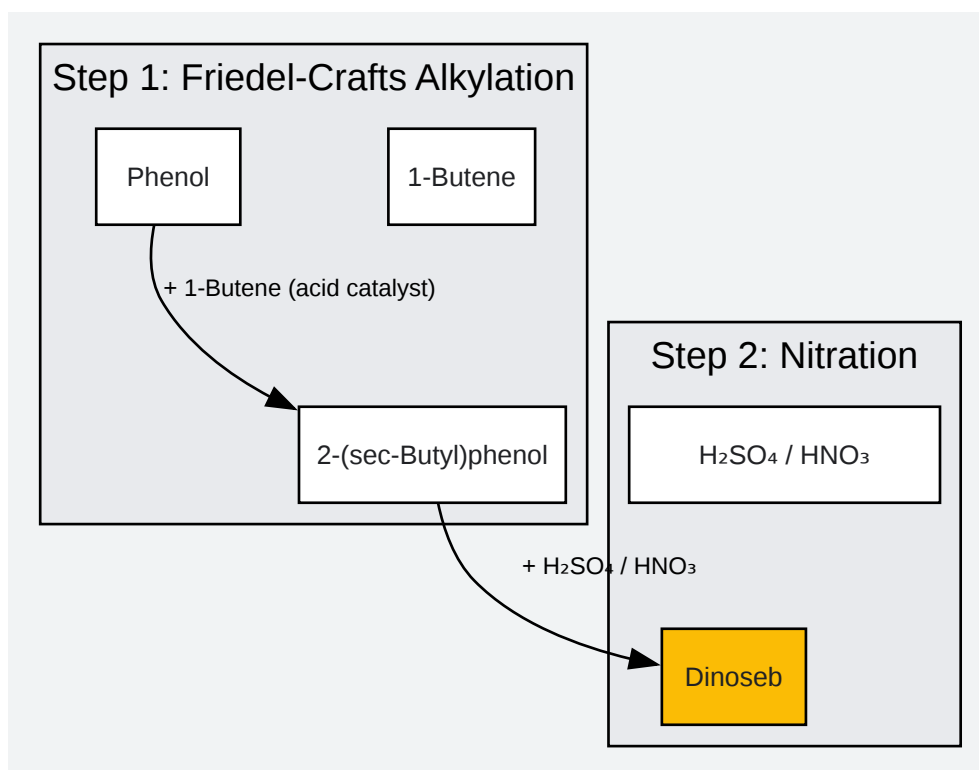 Step 1: Friedel-Crafts Alkylation
Phenol
1-Butene
+ 1-Butene (acid catalyst)
2-(sec-Butyl)phenol
Step 2: Nitration
H₂SO₄ / HNO₃
+ H₂SO₄ / HNO₃
Dinoseb